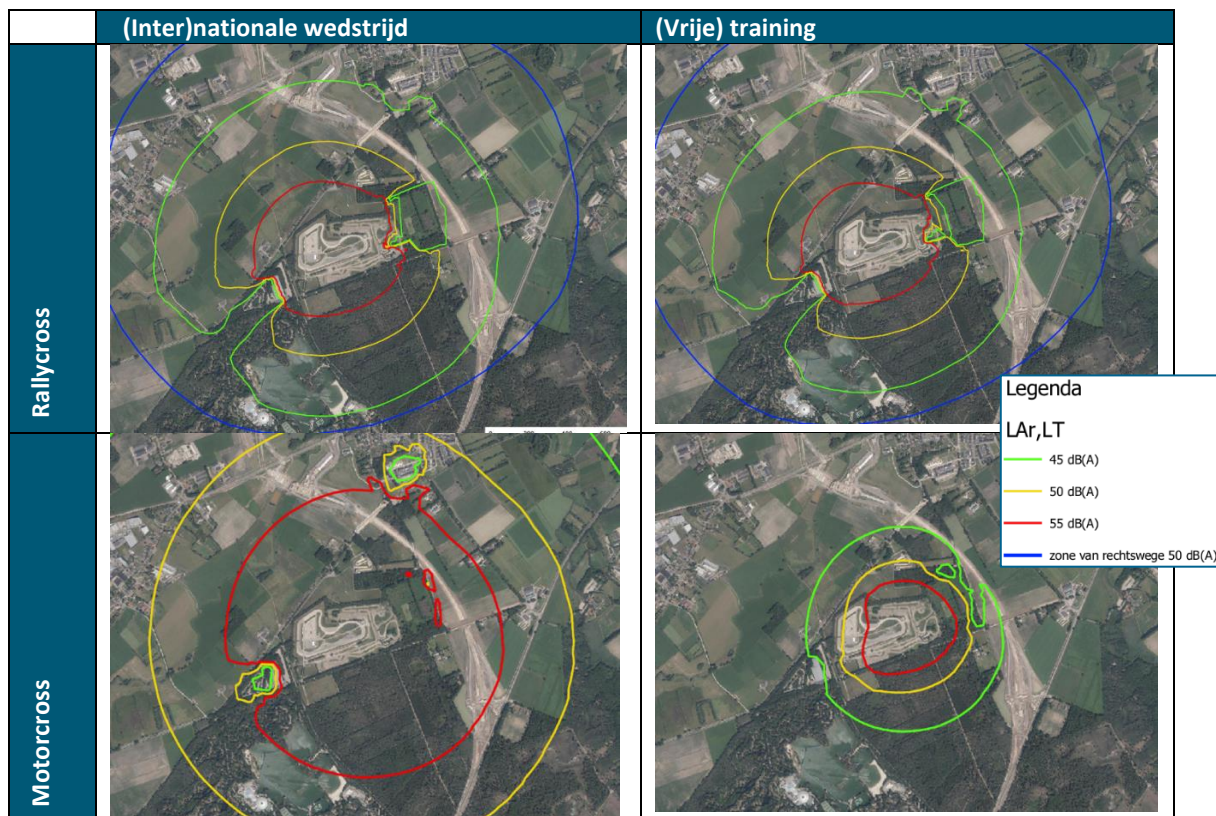 (Inter)nationale wedstrijd
(Vrije) training
Rallycross
Motorcross
Legenda
LAr,LT
45 dB(A)
50 dB(A)
55 dB(A)
zone van rechtswege 50 dB(A)